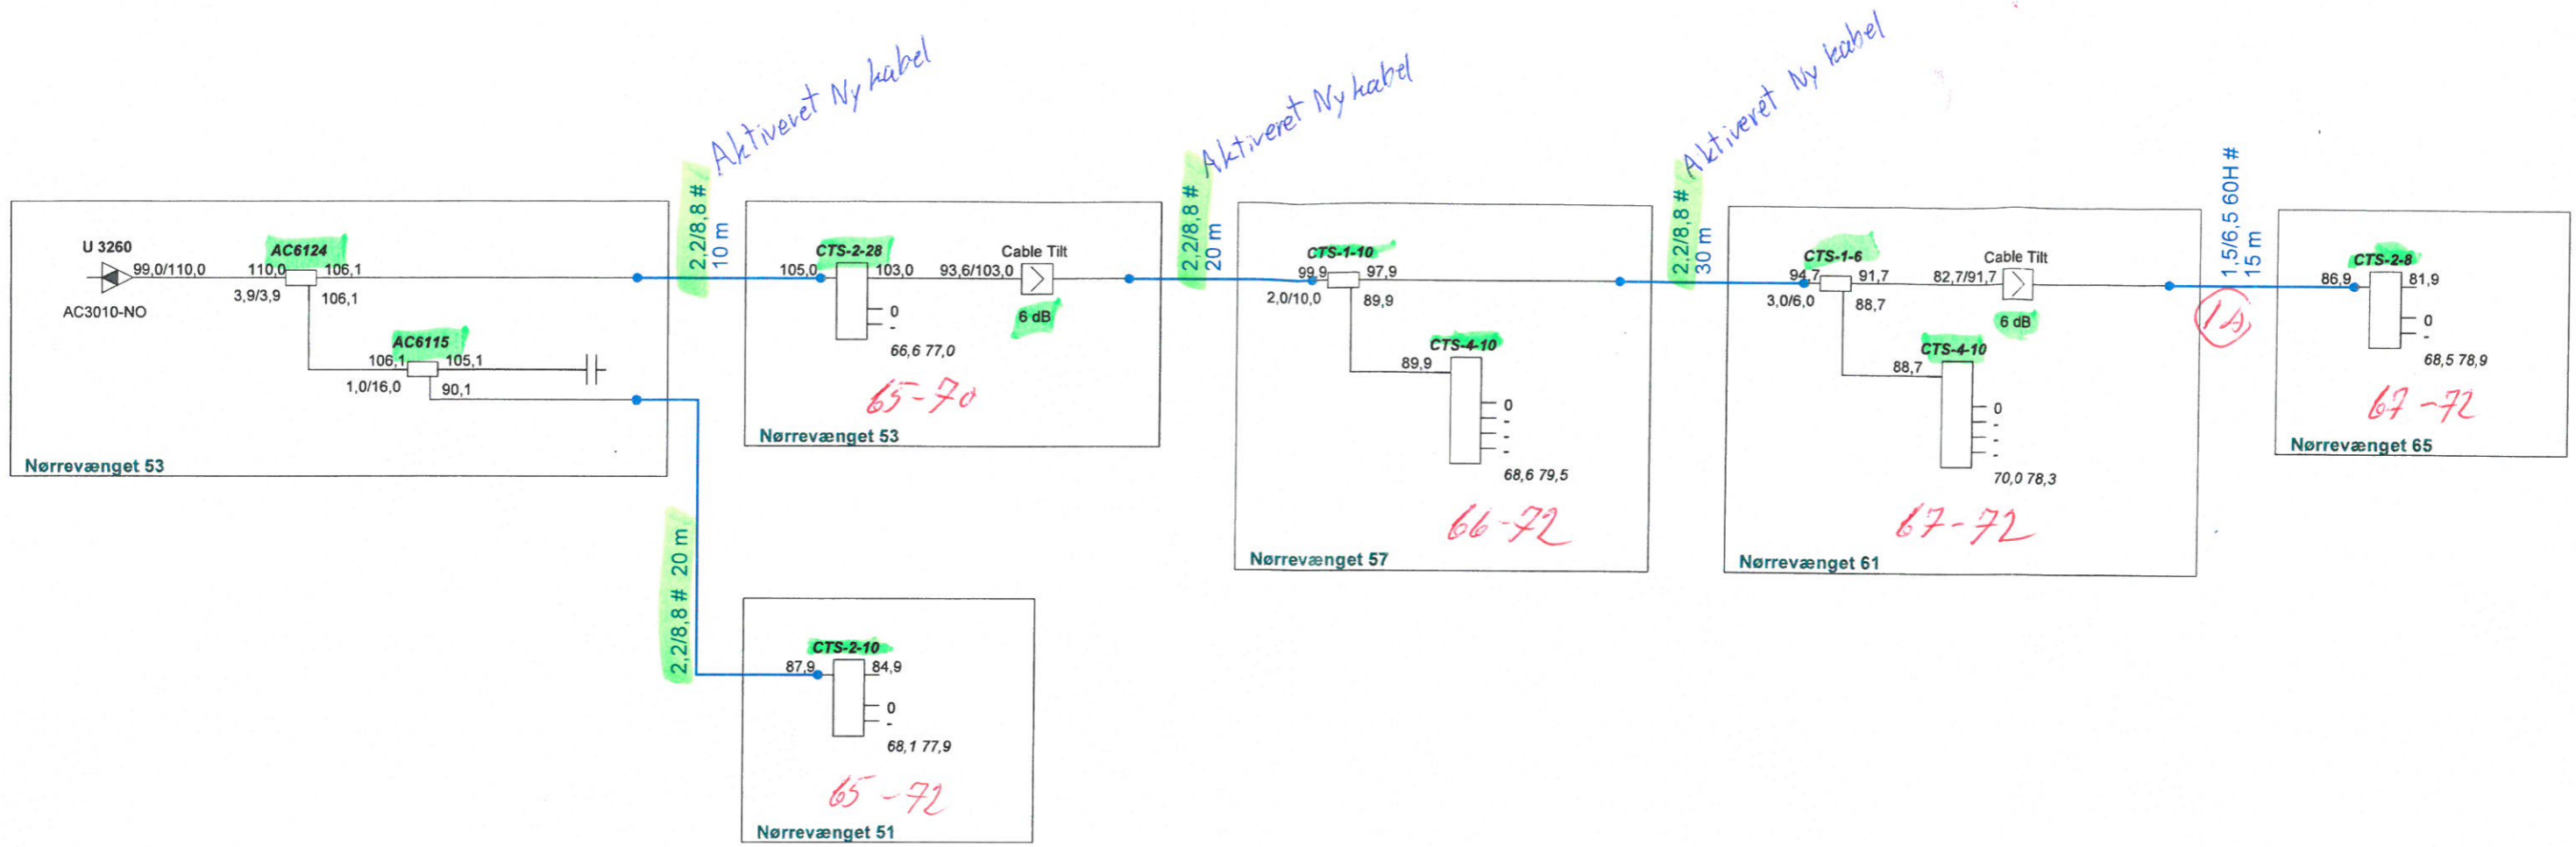 U 3260
99,0/110,0
AC3010-NO
AC6124
110,0
106,1
3,9/3,9
106,1
AC6115
106,1
105,1
1,0/16,0
90,1
Nørrevænget 53
2,2/8,8 #
10 m
Aktiveret Ny kabel
CTS-2-28
105,0
103,0
0
-
66,6 77,0
65-70
93,6/103,0
Cable Tilt
6 dB
Nørrevænget 53
2,2/8,8 #
20 m
Aktiveret Ny kabel
CTS-1-10
99,9
97,9
2,0/10,0
89,9
CTS-4-10
89,9
0
-
-
-
68,6 79,5
66-72
Nørrevænget 57
2,2/8,8 #
30 m
Aktiveret Ny kabel
CTS-1-6
94,7
91,7
3,0/6,0
88,7
82,7/91,7
Cable Tilt
6 dB
CTS-4-10
88,7
0
-
-
-
70,0 78,3
67-72
Nørrevænget 61
1,5/6,5 60H #
15 m
CTS-2-8
86,9
81,9
0
-
68,5 78,9
67-72
Nørrevænget 65
2,2/8,8 # 20 m
CTS-2-10
87,9
84,9
0
-
68,1 77,9
65-72
Nørrevænget 51